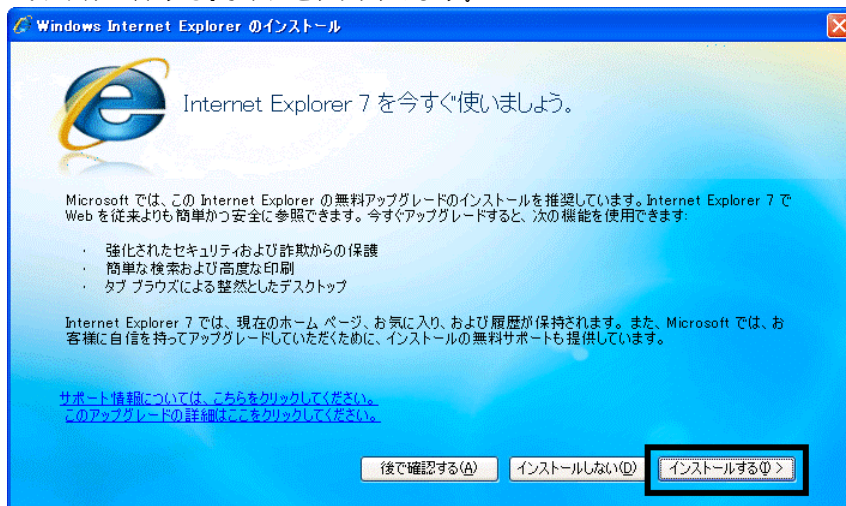 Windows Internet Explorer のインストール
Internet Explorer 7 を今すぐ使いましょう。
Microsoft では、この Internet Explorer の無料アップグレードのインストールを推奨しています。Internet Explorer 7 で
Web を従来よりも簡単かつ安全に参照できます。今すぐアップグレードすると、次の機能を使用できます:
・ 強化されたセキュリティおよび詐欺からの保護
・ 簡単な検索および高度な印刷
・ タブ ブラウズによる整然としたデスクトップ
Internet Explorer 7 では、現在のホーム ページ、お気に入り、および履歴が保持されます。また、Microsoft では、お
客様に自信を持ってアップグレードしていただくために、インストールの無料サポートも提供しています。
サポート情報については、こちらをクリックしてください。
このアップグレードの詳細はここをクリックしてください。
後で確認する(A) インストールしない(D) インストールする(I) >